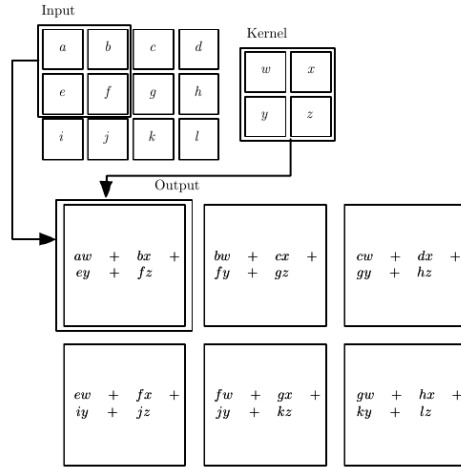 Input
Kernel
a b c d
w x
e f g h
y z
i j k l
Output
aw + bx +
ey + fz
bw + cx +
fy + gz
cw + dx +
gy + hz
ew + fx +
iy + jz
fw + gx +
jy + kz
gw + hx +
ky + lz